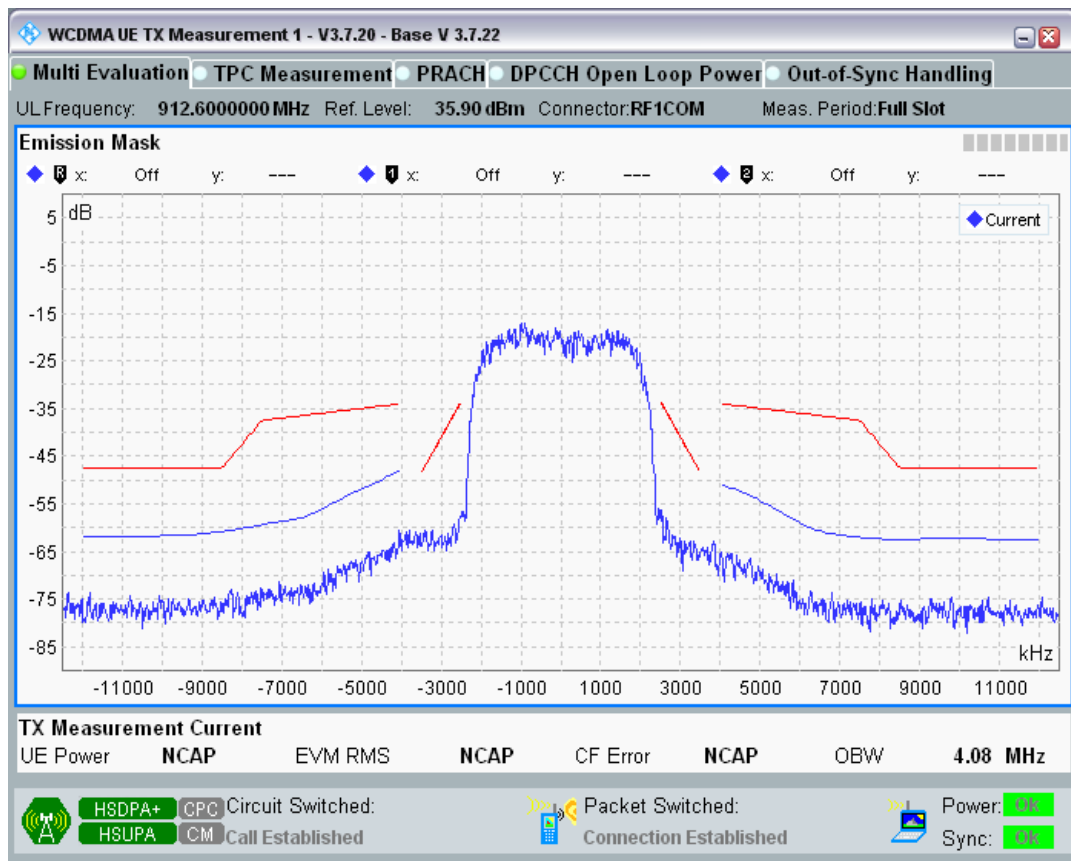 WCDMA UE TX Measurement 1 - V3.7.20 - Base V 3.7.22
Multi Evaluation TPC Measurement PRACH DPCCH Open Loop Power Out-of-Sync Handling
UL Frequency: 912.6000000 MHz Ref. Level: 35.90 dBm Connector:RF1COM Meas. Period:Full Slot
Emission Mask
R x: Off y: --- 1 x: Off y: --- 2 x: Off y: ---
dB
Current
5
-5
-15
-25
-35
-45
-55
-65
-75
-85
kHz
-11000 -9000 -7000 -5000 -3000 -1000 1000 3000 5000 7000 9000 11000
TX Measurement Current
UE Power NCAP EVM RMS NCAP CF Error NCAP OBW 4.08 MHz
HSDPA+ CPC Circuit Switched: Packet Switched: Power: OK
HSUPA CM Call Established Connection Established Sync: OK